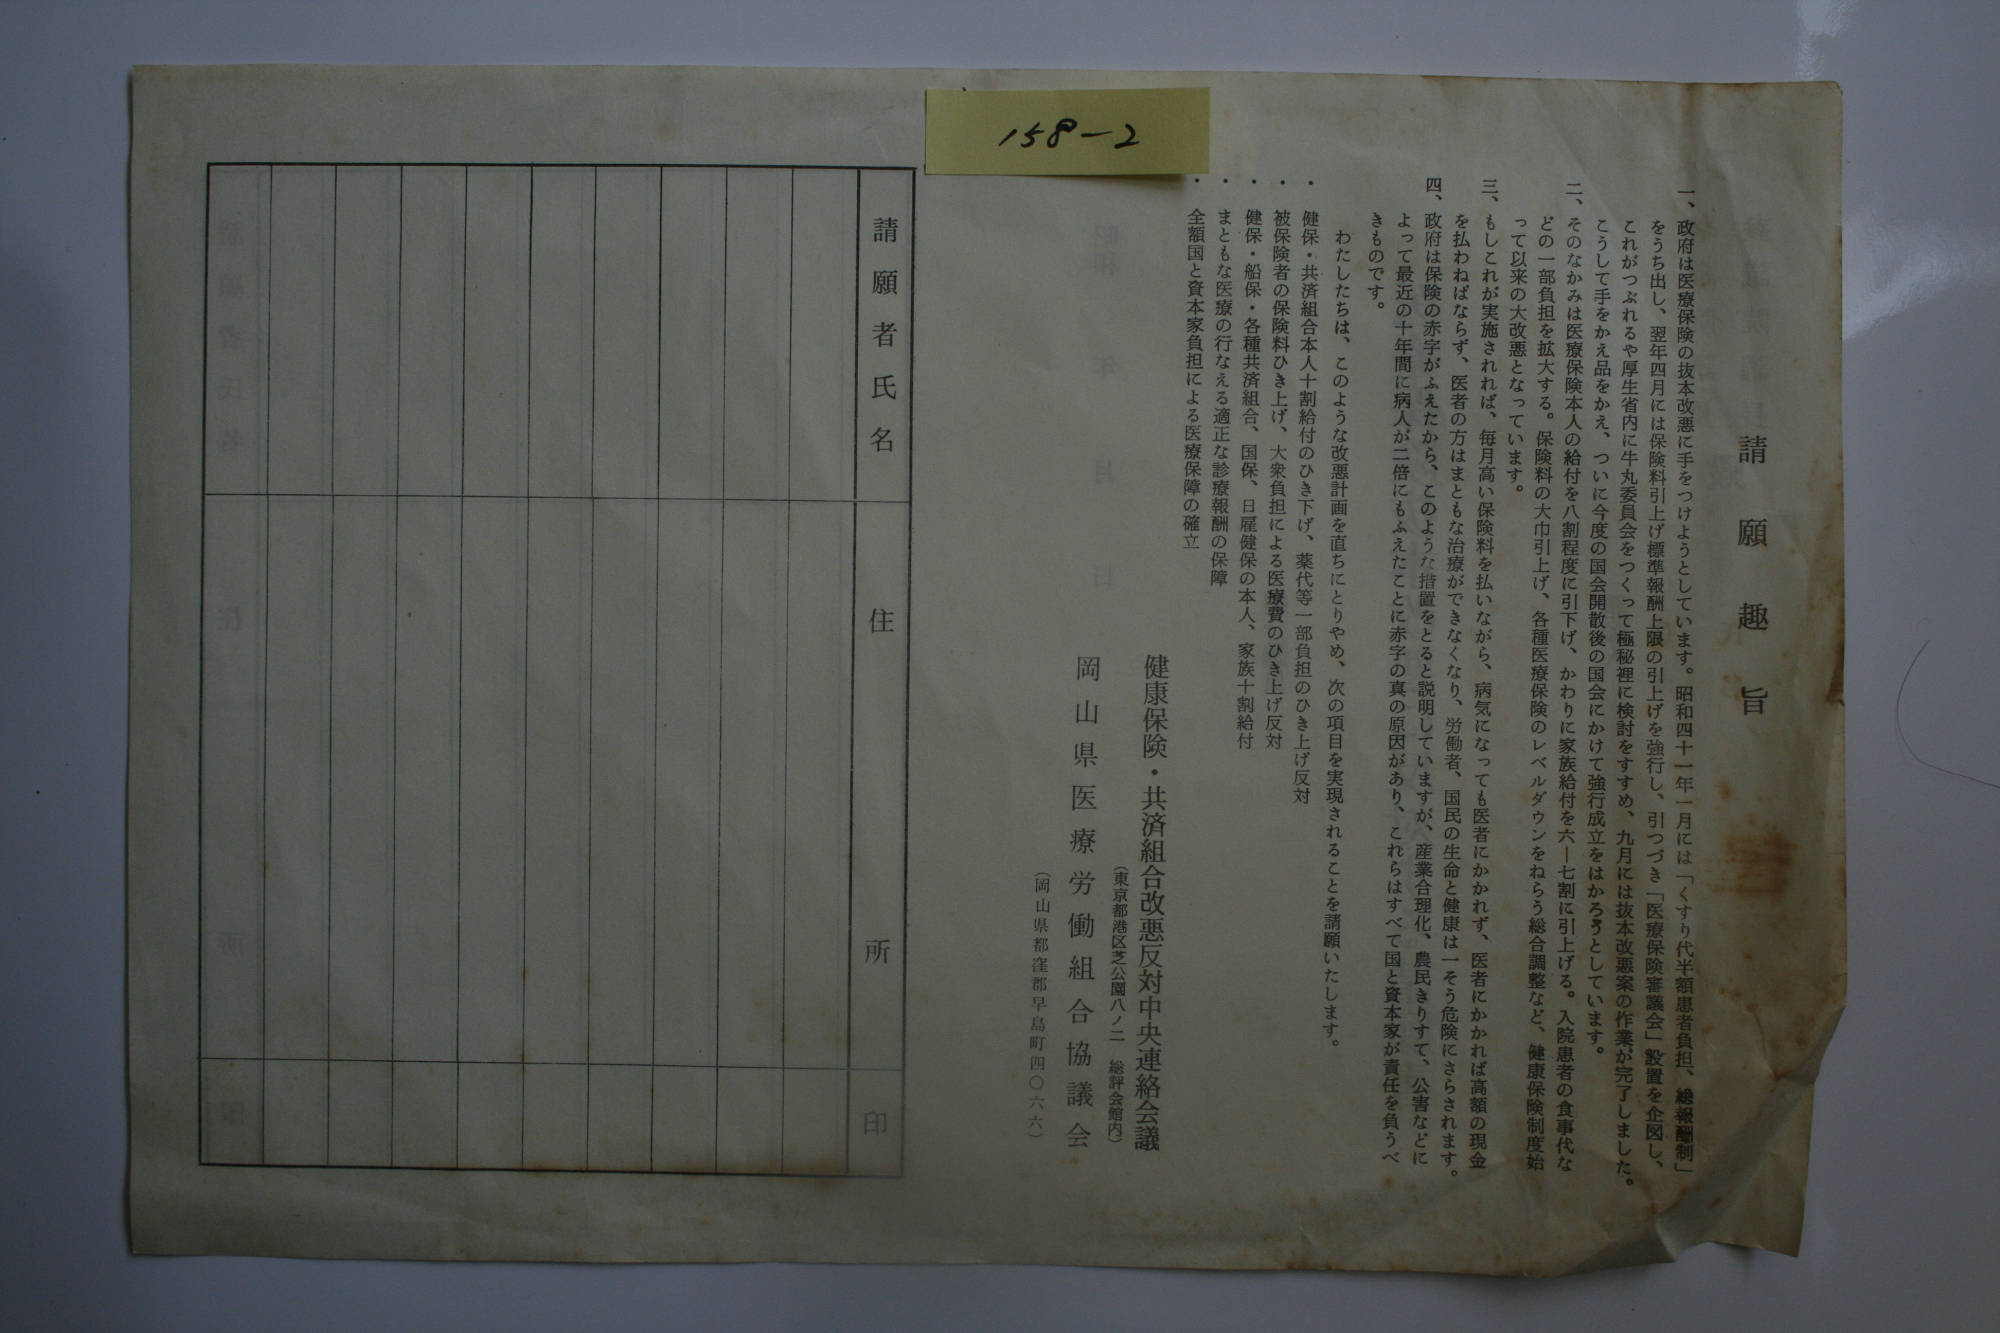 158-2
請願趣旨
一、政府は医療保険の抜本改悪に手をつけようとしています。昭和四十一年一月には「くすり代半額患者負担、総報酬制」
をうち出し、翌年四月には保険料引上げ標準報酬上限の引上げを強行し、引つづき「医療保険審議会」設置を企図し、
これがつぶれるや厚生省内に牛丸委員会をつくって極秘裡に検討をすすめ、九月には抜本改悪案の作業が完了しました。
こうして手をかえ品をかえ、ついに今度の国会開散後の国会にかけて強行成立をはかろうとしています。
二、そのなかみは医療保険本人の給付を八割程度に引下げ、かわりに家族給付を六―七割に引上げる。入院患者の食事代な
どの一部負担を拡大する。保険料の大巾引上げ、各種医療保険のレベルダウンをねらう総合調整など、健康保険制度始
って以来の大改悪となっています。
三、もしこれが実施されれば、毎月高い保険料を払いながら、病気になっても医者にかかれず、医者にかかれば高額の現金
を払わねばならず、医者の方はまともな治療ができなくなり、労働者、国民の生命と健康は一そう危険にさらされます。
四、政府は保険の赤字がふえたから、このような措置をとると説明していますが、産業合理化、農民きりすて、公害などに
よって最近の十年間に病人が二倍にもふえたことに赤字の真の原因があり、これらはすべて国と資本家が責任を負うべ
きものです。
わたしたちは、このような改悪計画を直ちにとりやめ、次の項目を実現されることを請願いたします。
・健保・共済組合本人十割給付のひき下げ、薬代等一部負担のひき上げ反対
・被保険者の保険料ひき上げ、大衆負担による医療費のひき上げ反対
・健保・船保・各種共済組合、国保、日雇健保の本人、家族十割給付
・まともな医療の行なえる適正な診療報酬の保障
・全額国と資本家負担による医療保障の確立
健康保険・共済組合改悪反対中央連絡会議
(東京都港区芝公園八ノ二 総評会館内)
岡山県医療労働組合協議会
(岡山県都窪郡早島町四〇六六)
請願者氏名 住所 印